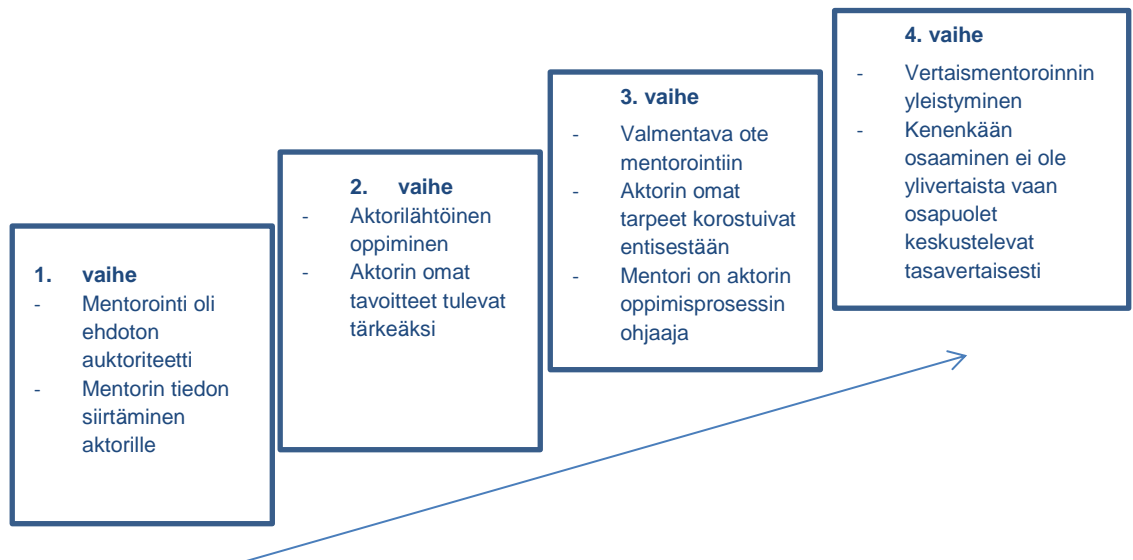 1. vaihe
- Mentorointi oli
ehdoton
auktoriteetti
- Mentorin tiedon
siirtäminen
aktorille
2. vaihe
- Aktorilähtöinen
oppiminen
- Aktorin omat
tavoitteet tulevat
tärkeäksi
3. vaihe
- Valmentava ote
mentorointiin
- Aktorin omat
tarpeet korostuivat
entisestään
- Mentori on aktorin
oppimisprosessin
ohjaaja
4. vaihe
- Vertaismentoroinnin
yleistyminen
- Kenenkään
osaaminen ei ole
ylivertaista vaan
osapuolet
keskustelevat
tasavertaisesti